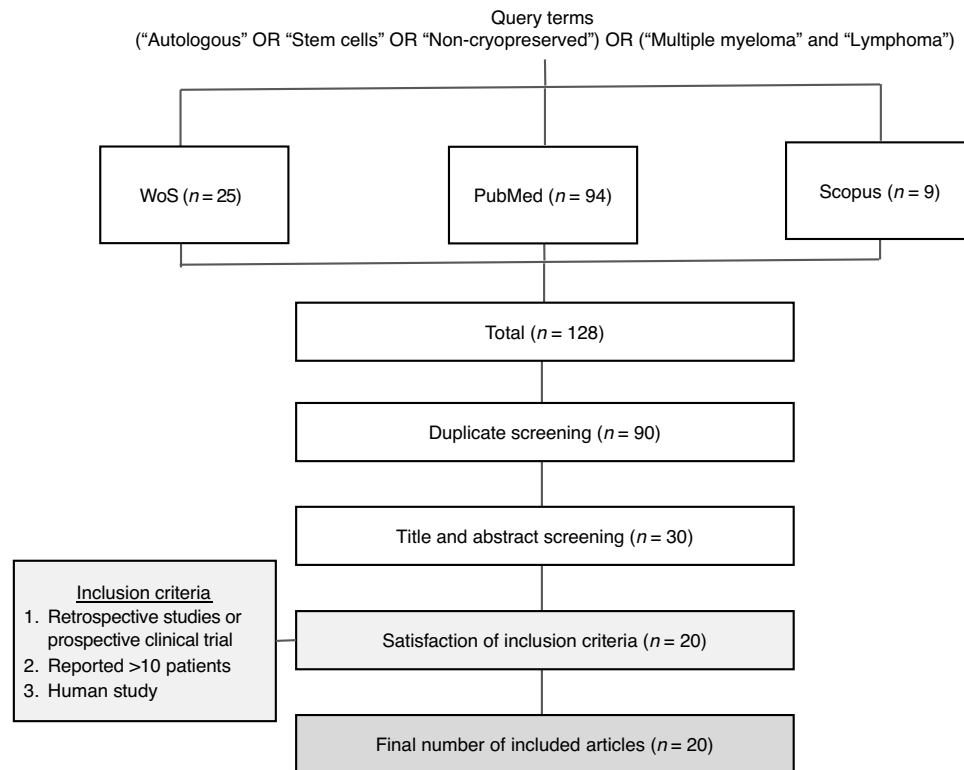 Query terms
(“Autologous” OR “Stem cells” OR “Non-cryopreserved”) OR (“Multiple myeloma” and “Lymphoma”)
WoS (n = 25)
PubMed (n = 94)
Scopus (n = 9)
Total (n = 128)
Duplicate screening (n = 90)
Title and abstract screening (n = 30)
Inclusion criteria
1. Retrospective studies or
prospective clinical trial
2. Reported >10 patients
3. Human study
Satisfaction of inclusion criteria (n = 20)
Final number of included articles (n = 20)